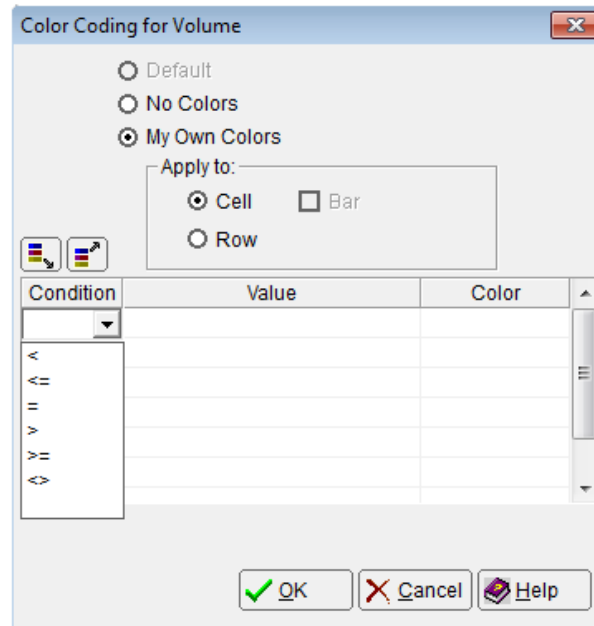 Color Coding for Volume
Default
No Colors
My Own Colors
Apply to:
Cell Bar
Row
Condition Value Color
<
<=
=
>
>=
<>
OK Cancel Help